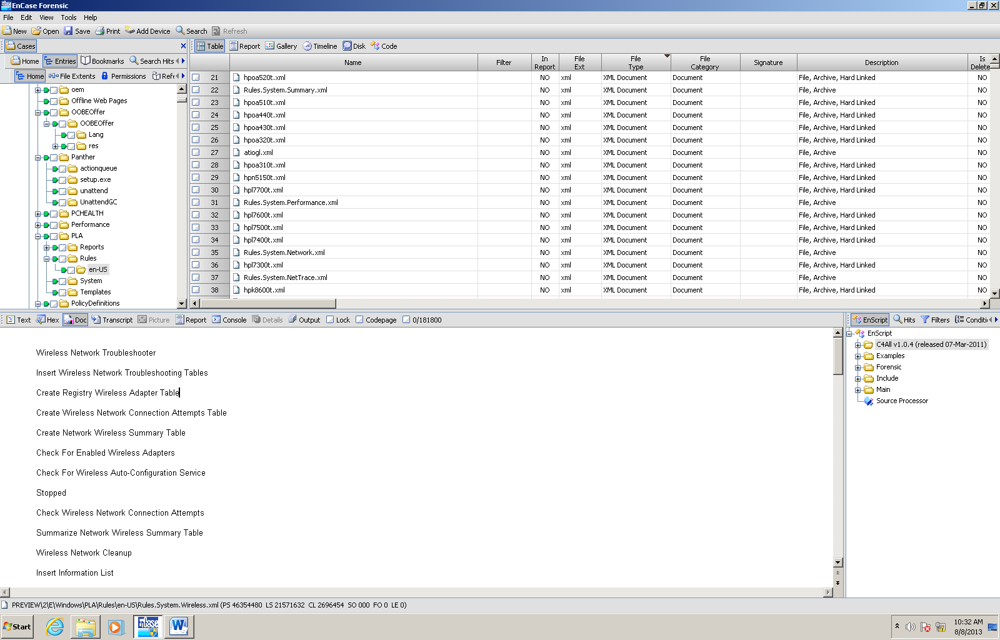 EnCase Forensic
File Edit View Tools Help
New Open Save Print Add Device Search Refresh
Cases
Home Entries Bookmarks Search Hits
Home File Extents Permissions Refe
oem
Offline Web Pages
OOBEOffer
OOBEOffer
Lang
res
Panther
actionqueue
setup.exe
unattend
UnattendGC
PCHEALTH
Performance
PLA
Reports
Rules
en-US
System
Templates
PolicyDefinitions
Table Report Gallery Timeline Disk Code
Name Filter In Report File Ext File Type File Category Signature Description Is Delete
21 hpoa520t.xml NO xml XML Document Document File, Archive, Hard Linked NO
22 Rules.System.Summary.xml NO xml XML Document Document File, Archive NO
23 hpoa510t.xml NO xml XML Document Document File, Archive, Hard Linked NO
24 hpoa440t.xml NO xml XML Document Document File, Archive, Hard Linked NO
25 hpoa430t.xml NO xml XML Document Document File, Archive, Hard Linked NO
26 hpoa320t.xml NO xml XML Document Document File, Archive, Hard Linked NO
27 atiogl.xml NO xml XML Document Document File, Archive NO
28 hpoa310t.xml NO xml XML Document Document File, Archive, Hard Linked NO
29 hpn5150t.xml NO xml XML Document Document File, Archive, Hard Linked NO
30 hpl7700t.xml NO xml XML Document Document File, Archive, Hard Linked NO
31 Rules.System.Performance.xml NO xml XML Document Document File, Archive NO
32 hpl7600t.xml NO xml XML Document Document File, Archive, Hard Linked NO
33 hpl7500t.xml NO xml XML Document Document File, Archive, Hard Linked NO
34 hpl7400t.xml NO xml XML Document Document File, Archive, Hard Linked NO
35 Rules.System.Network.xml NO xml XML Document Document File, Archive NO
36 hpl7300t.xml NO xml XML Document Document File, Archive, Hard Linked NO
37 Rules.System.NetTrace.xml NO xml XML Document Document File, Archive NO
38 hpk8600t.xml NO xml XML Document Document File, Archive, Hard Linked NO
Text Hex Doc Transcript Picture Report Console Details Output Lock Codepage 0/181800
Wireless Network Troubleshooter
Insert Wireless Network Troubleshooting Tables
Create Registry Wireless Adapter Table
Create Wireless Network Connection Attempts Table
Create Network Wireless Summary Table
Check For Enabled Wireless Adapters
Check For Wireless Auto-Configuration Service
Stopped
Check Wireless Network Connection Attempts
Summarize Network Wireless Summary Table
Wireless Network Cleanup
Insert Information List
EnScript Hits Filters Conditi
EnScript
C4All v1.0.4 (released 07-Mar-2011)
Examples
Forensic
Include
Main
Source Processor
PREVIEW\2\E\Windows\PLA\Rules\en-US\Rules.System.Wireless.xml (PS 46354480 LS 21571632 CL 2696454 SO 000 FO 0 LE 0)
Start
EnCase
10:32 AM
8/8/2013